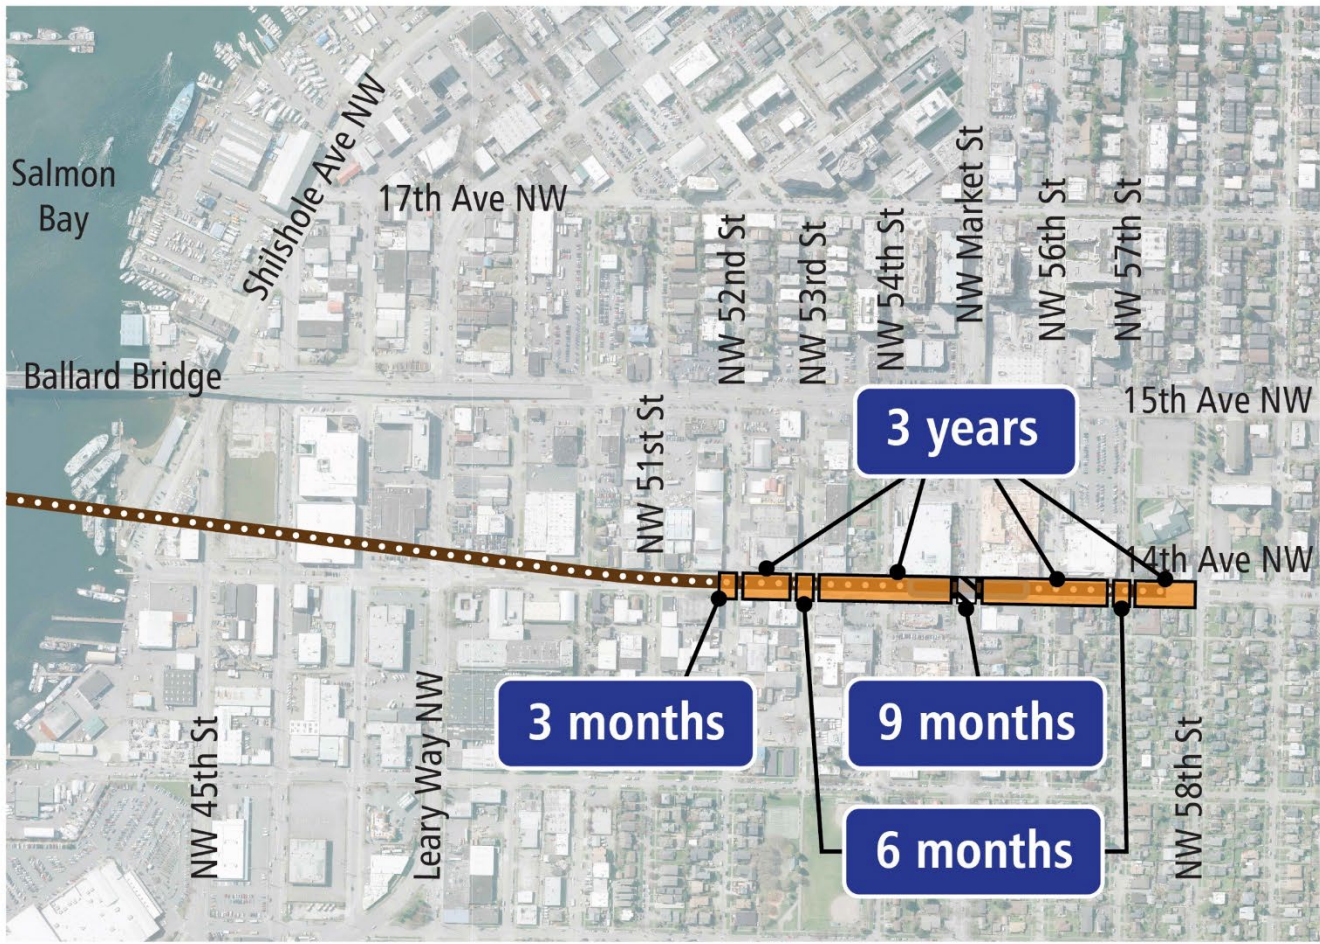 Salmon
Bay
Shilshole Ave NW
17th Ave NW
NW 52nd St
NW 53rd St
NW 54th St
NW Market St
NW 56th St
NW 57th St
Ballard Bridge
15th Ave NW
3 years
NW 51st St
14th Ave NW
3 months
9 months
6 months
NW 45th St
Leary Way NW
NW 58th St